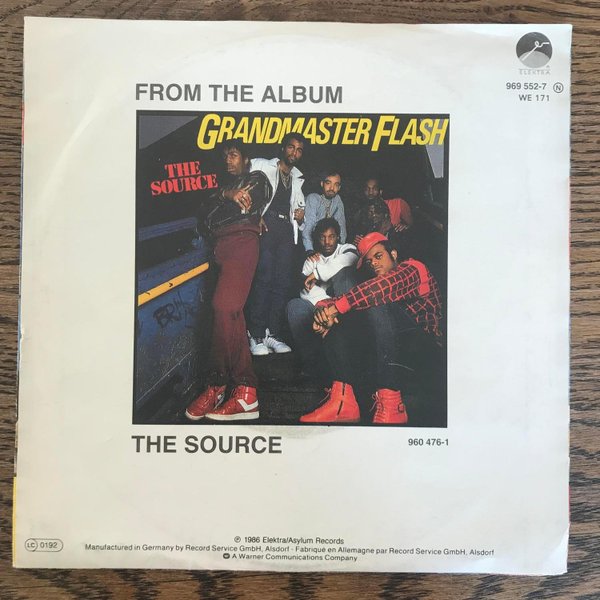 ELEKTRA
969 552-7 N
WE 171
FROM THE ALBUM
GRANDMASTER FLASH
THE
SOURCE
THE SOURCE
960 476-1
℗ 1986 Elektra/Asylum Records
LC 0192
Manufactured in Germany by Record Service GmbH, Alsdorf - Fabriqué en Allemagne par Record Service GmbH, Alsdorf
A Warner Communications Company